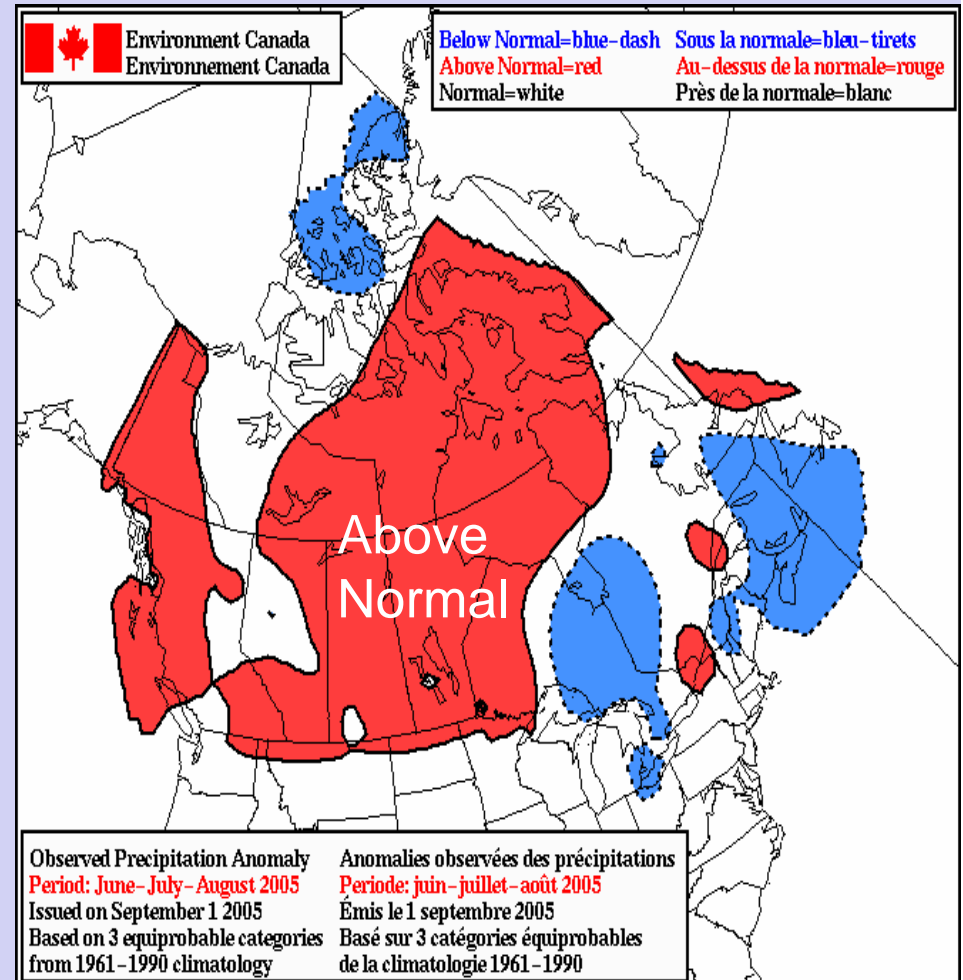 Environment Canada
Environnement Canada
Below Normal=blue-dash Sous la normale=bleu-tirets
Above Normal=red Au-dessus de la normale=rouge
Normal=white Près de la normale=blanc
Above
Normal
Observed Precipitation Anomaly
Period: June-July-August 2005
Issued on September 1 2005
Based on 3 equiprobable categories
from 1961-1990 climatology
Anomalies observées des précipitations
Periode: juin-juillet-août 2005
Émis le 1 septembre 2005
Basé sur 3 catégories équiprobables
de la climatologie 1961-1990